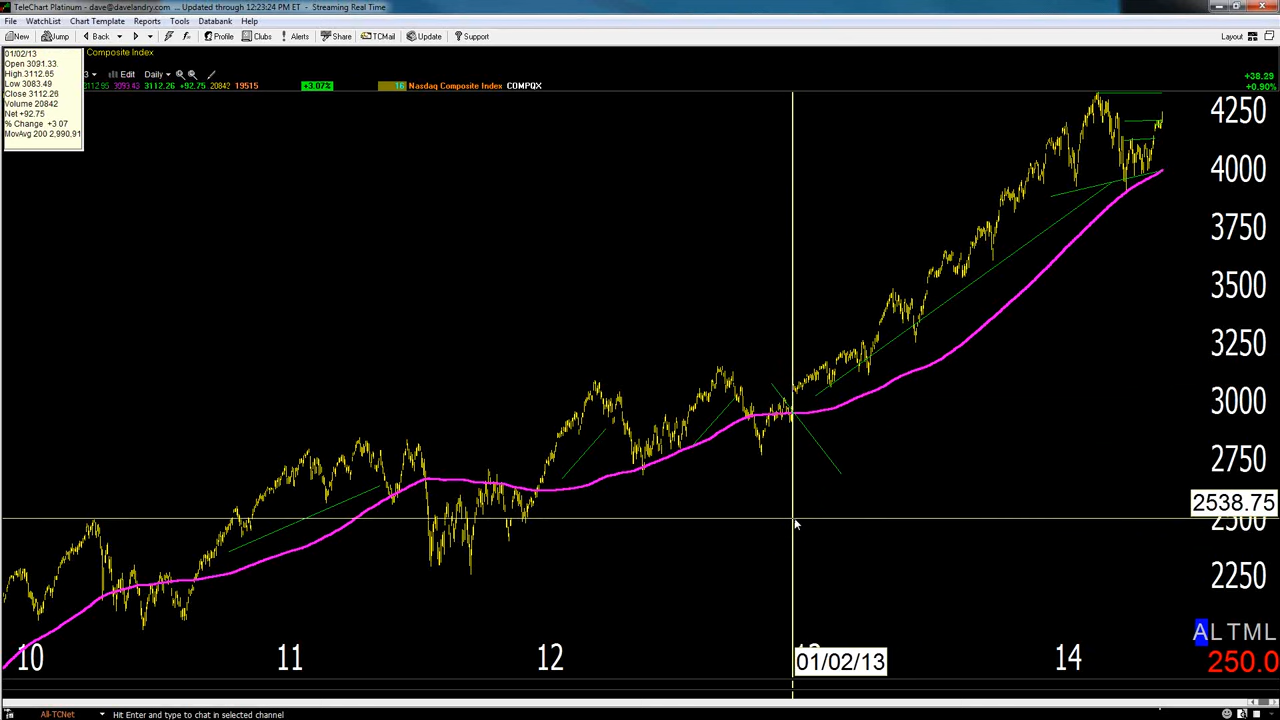 TeleChart Platinum - dave@davelandry.com ... Updated through 12:23:24 PM ET - Streaming Real Time
File WatchList Chart Template Reports Tools Databank Help
New Jump Back Profile Clubs Alerts Share TCMail Update Support Layout
01/02/13
Open 3091.33
High 3112.65
Low 3083.49
Close 3112.26
Volume 20842
Net +92.75
% Change +3.07
MovAvg 200 2,990.91
Composite Index
3 Edit Daily
3112.26 +92.75 20842 19515 +3.07% 16 Nasdaq Composite Index COMPQX
+38.29
+0.90%
4250
4000
3750
3500
3250
3000
2750
2538.75
2500
2250
10 11 12 14
01/02/13
ALTML
250.0
All-TCNet Hit Enter and type to chat in selected channel